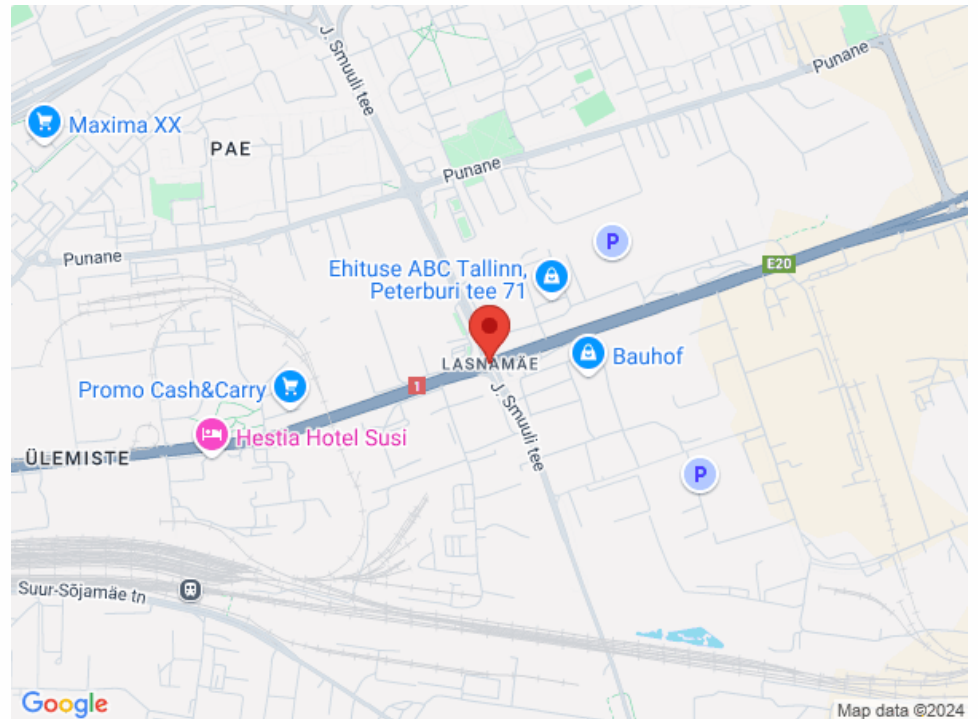 J. Smuuli tee
Punane
Maxima XX
PAE
Punane
P
Punane
Ehituse ABC Tallinn,
Peterburi tee 71
E20
LASNAMÄE
Bauhof
1
Promo Cash&Carry
J. Smuuli tee
Hestia Hotel Susi
ÜLEMISTE
P
Suur-Sõjamäe tn
Google
Map data ©2024